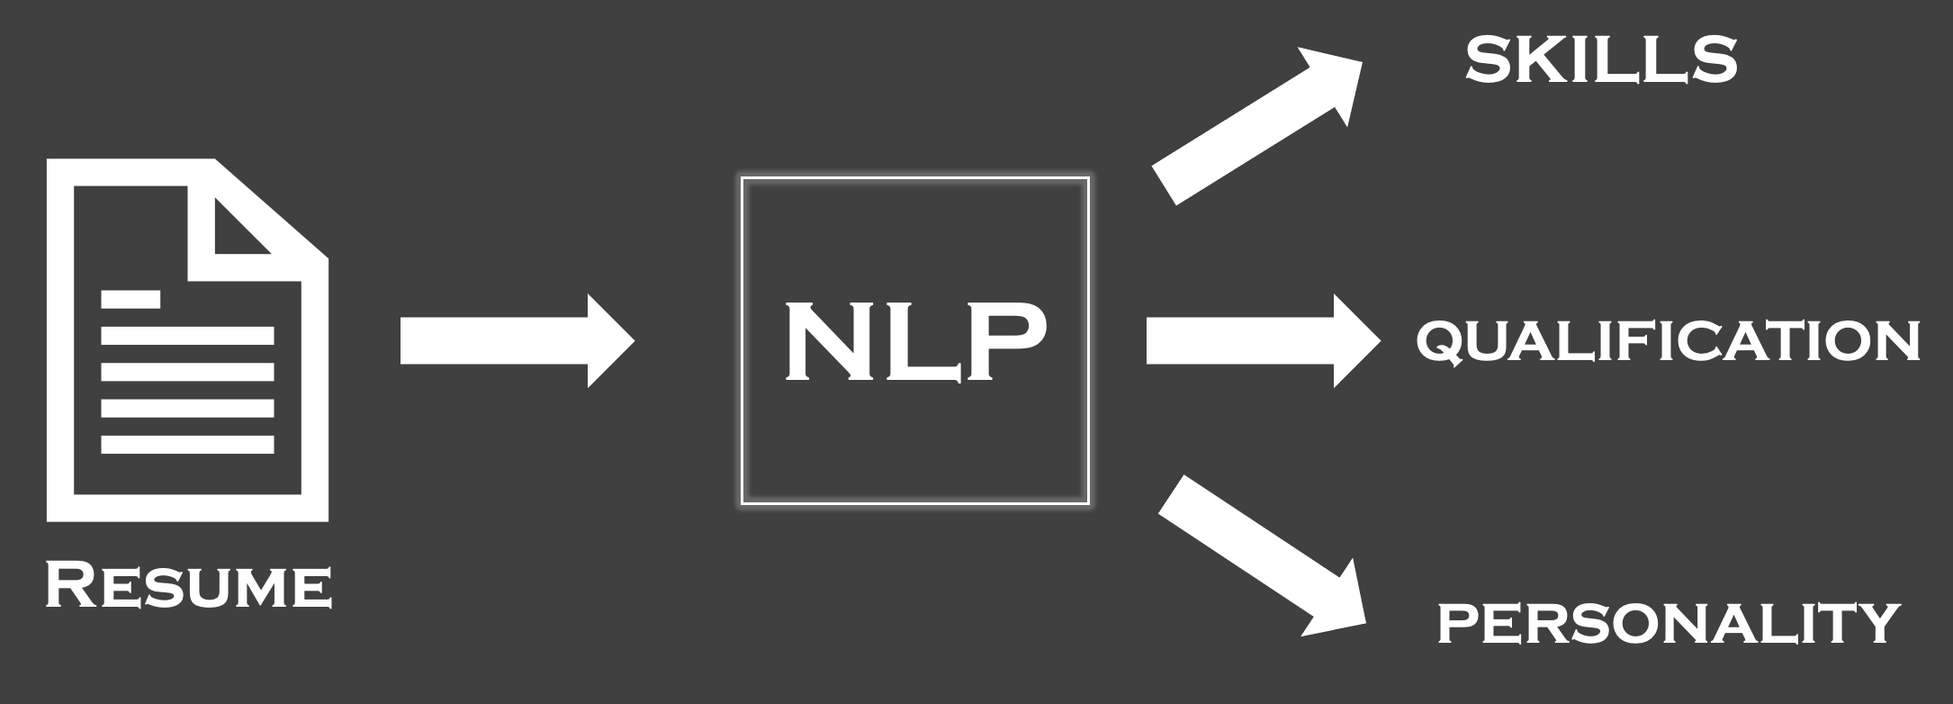 SKILLS
NLP
QUALIFICATION
RESUME
PERSONALITY